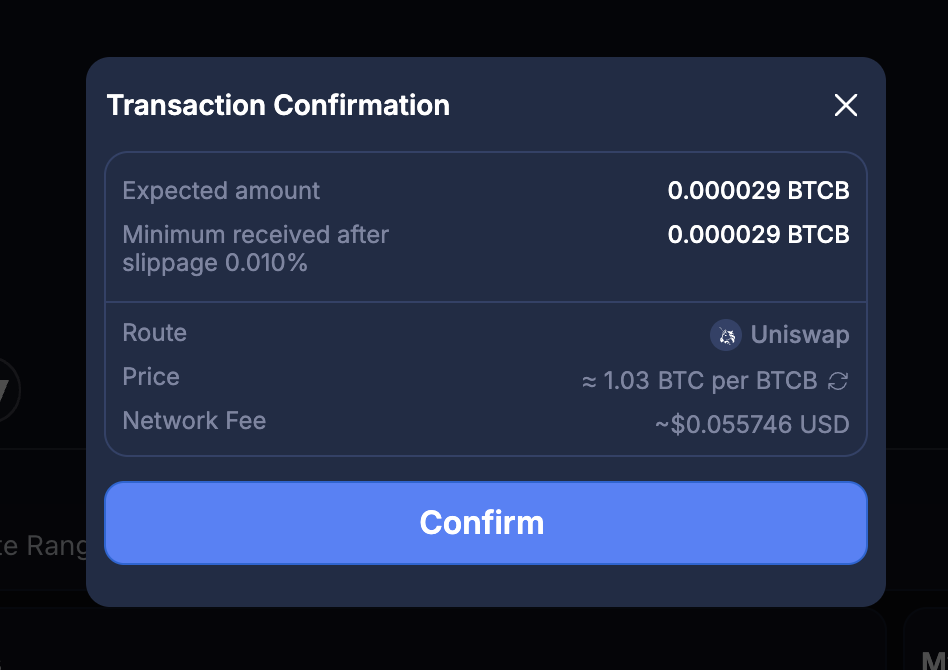 Transaction Confirmation
Expected amount 0.000029 BTCB
Minimum received after 0.000029 BTCB
slippage 0.010%
Route Uniswap
Price ≈ 1.03 BTC per BTCB
Network Fee ~$0.055746 USD
Confirm
te Rang
M